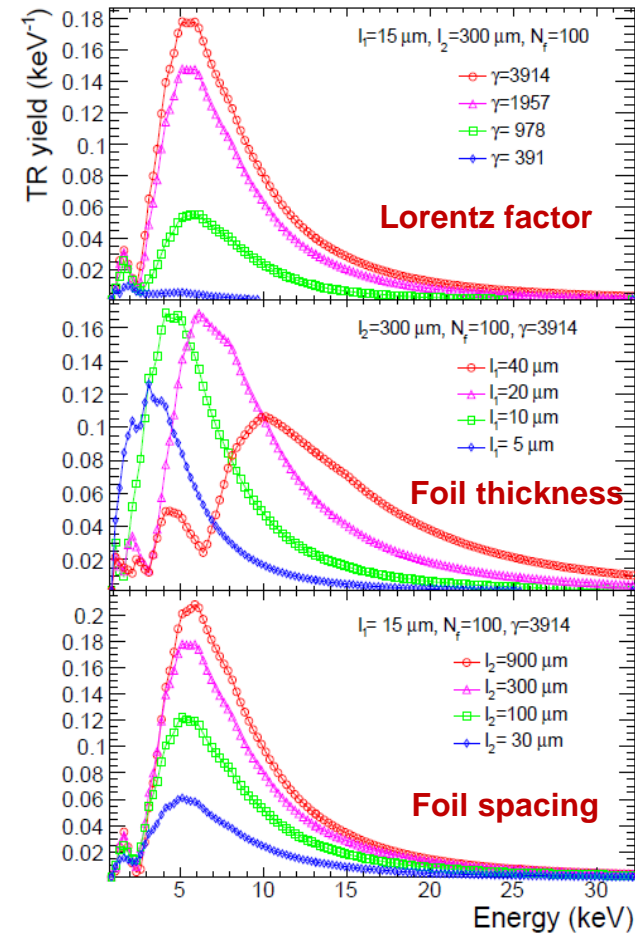 TR yield (keV⁻¹)
0.18
0.16
0.14
0.12
0.1
0.08
0.06
0.04
0.02
l₁=15 μm, l₂=300 μm, N_f=100
γ=3914
γ=1957
γ= 978
γ= 391
Lorentz factor
0.16
0.14
0.12
0.1
0.08
0.06
0.04
0.02
l₂=300 μm, N_f=100, γ=3914
l₁=40 μm
l₁=20 μm
l₁=10 μm
l₁= 5 μm
Foil thickness
0.2
0.18
0.16
0.14
0.12
0.1
0.08
0.06
0.04
0.02
l₁= 15 μm, N_f=100, γ=3914
l₂=900 μm
l₂=300 μm
l₂=100 μm
l₂= 30 μm
Foil spacing
5 10 15 20 25 30
Energy (keV)